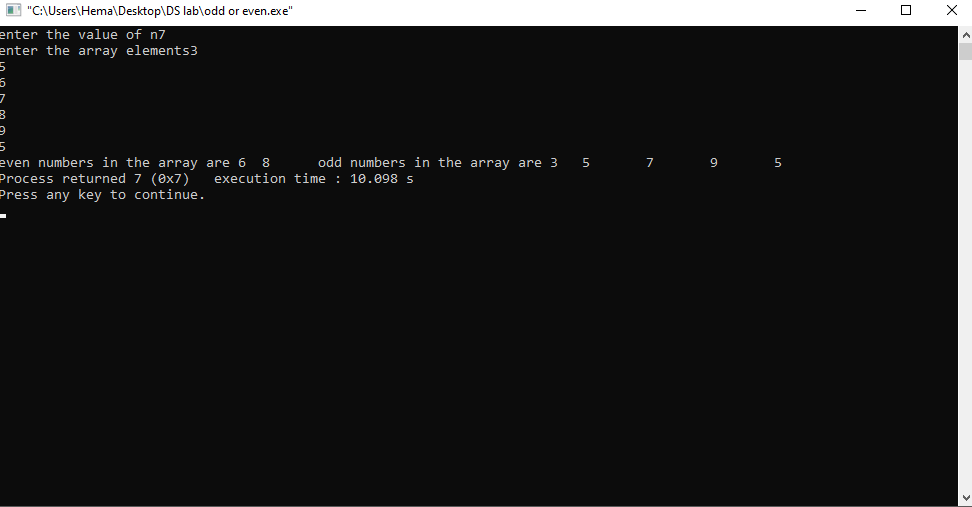 "C:\Users\Hema\Desktop\DS lab\odd or even.exe"
enter the value of n7
enter the array elements3
5
6
7
8
9
5
even numbers in the array are 6  8      odd numbers in the array are 3   5       7       9       5
Process returned 7 (0x7)   execution time : 10.098 s
Press any key to continue.